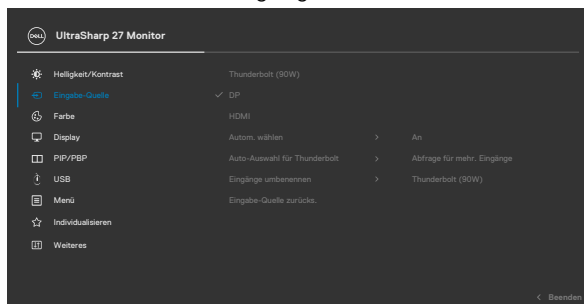 DELL UltraSharp 27 Monitor
Helligkeit/Kontrast Thunderbolt (90W)
Eingabe-Quelle ✓ DP
Farbe HDMI
Display Autom. wählen > An
PIP/PBP Auto-Auswahl für Thunderbolt > Abfrage für mehr. Eingänge
USB Eingänge umbenennen > Thunderbolt (90W)
Menü Eingabe-Quelle zurücks.
Individualisieren
Weiteres
< Beenden